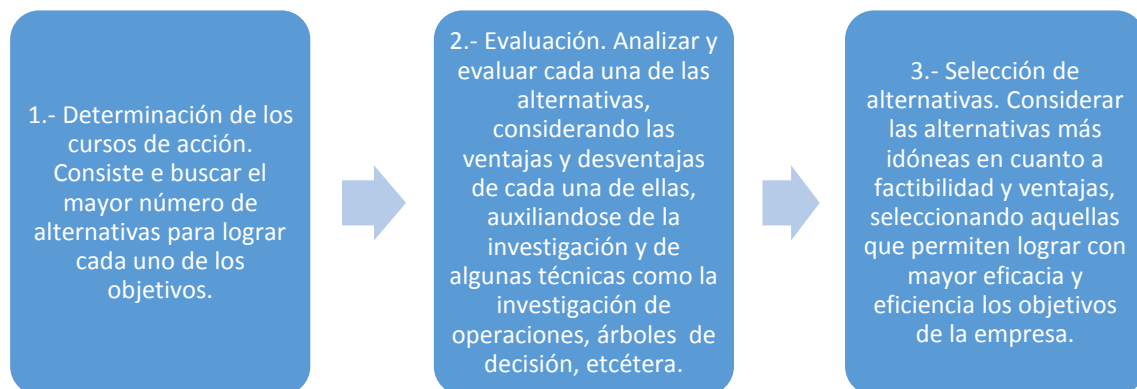 1.- Determinación de los
cursos de acción.
Consiste e buscar el
mayor número de
alternativas para lograr
cada uno de los
objetivos.
2.- Evaluación. Analizar y
evaluar cada una de las
alternativas,
considerando las
ventajas y desventajas
de cada una de ellas,
auxiliandose de la
investigación y de
algunas técnicas como la
investigación de
operaciones, árboles de
decisión, etcétera.
3.- Selección de
alternativas. Considerar
las alternativas más
idóneas en cuanto a
factibilidad y ventajas,
seleccionando aquellas
que permiten lograr con
mayor eficacia y
eficiencia los objetivos
de la empresa.